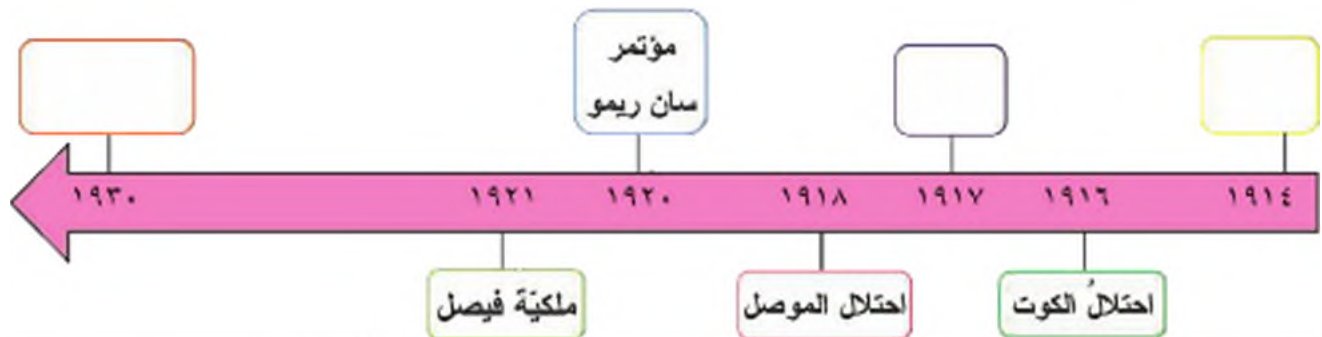 مؤتمر
سان ريمو
١٩١٤
١٩١٦
١٩١٧
١٩١٨
١٩٢٠
١٩٢١
١٩٣٠
احتلالُ الكوت
احتلال الموصل
ملكيّة فيصل